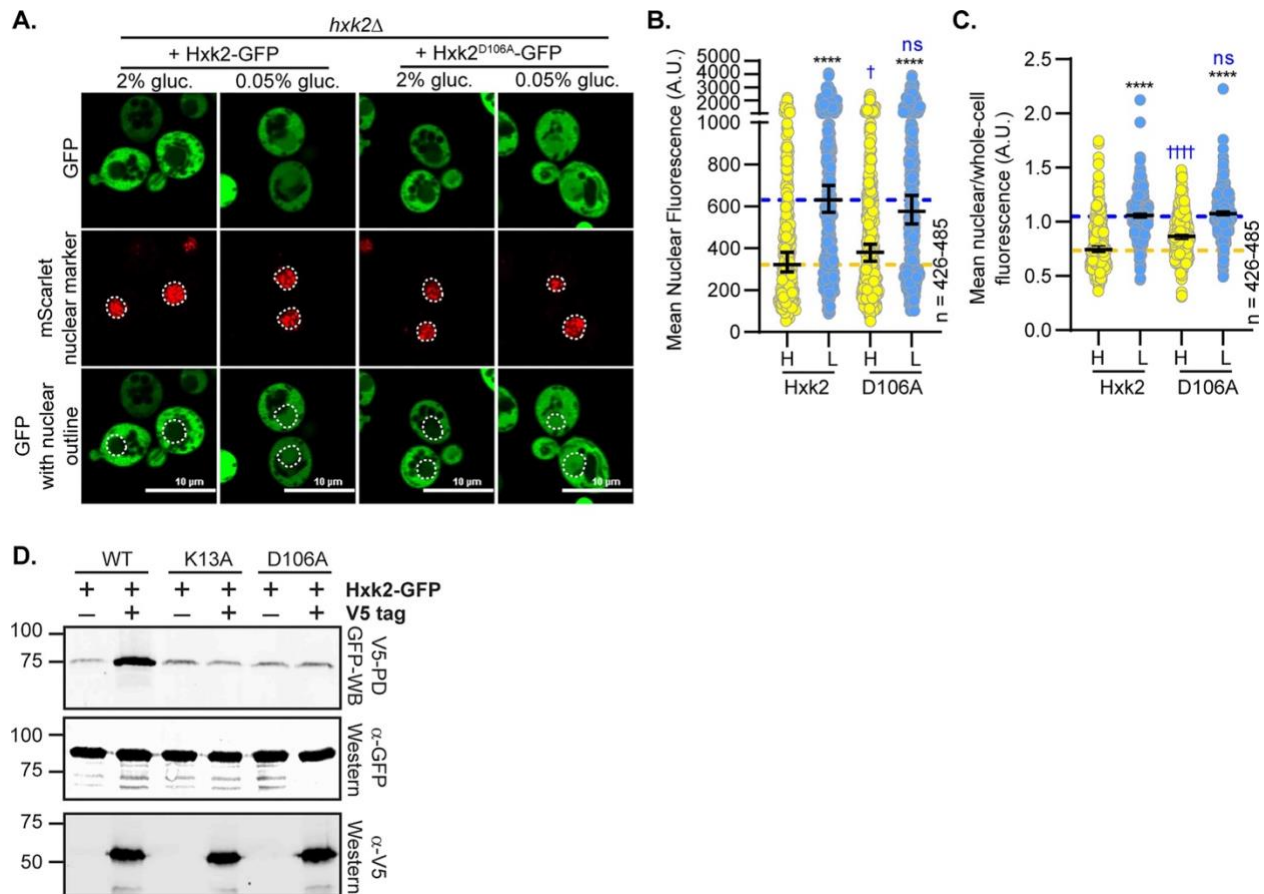 A.
hxk2Δ
+ Hxk2-GFP
+ Hxk2D106A-GFP
2% gluc.
0.05% gluc.
2% gluc.
0.05% gluc.
GFP
mScarlet
nuclear marker
GFP
with nuclear
outline
10 µm
10 µm
10 µm
10 µm
B.
Mean Nuclear Fluorescence (A.U.)
5000
4000
3000
2000
1000
800
600
400
200
0
****
†
ns
****
n = 426-485
H
L
H
L
Hxk2
D106A
C.
Mean nuclear/whole-cell
fluorescence (A.U.)
2.5
2.0
1.5
1.0
0.5
0.0
****
††††
ns
****
n = 426-485
H
L
H
L
Hxk2
D106A
D.
WT
K13A
D106A
+ + + + + + Hxk2-GFP
– + – + – + V5 tag
100
75
V5-PD
GFP-WB
100
75
α-GFP
Western
75
50
α-V5
Western